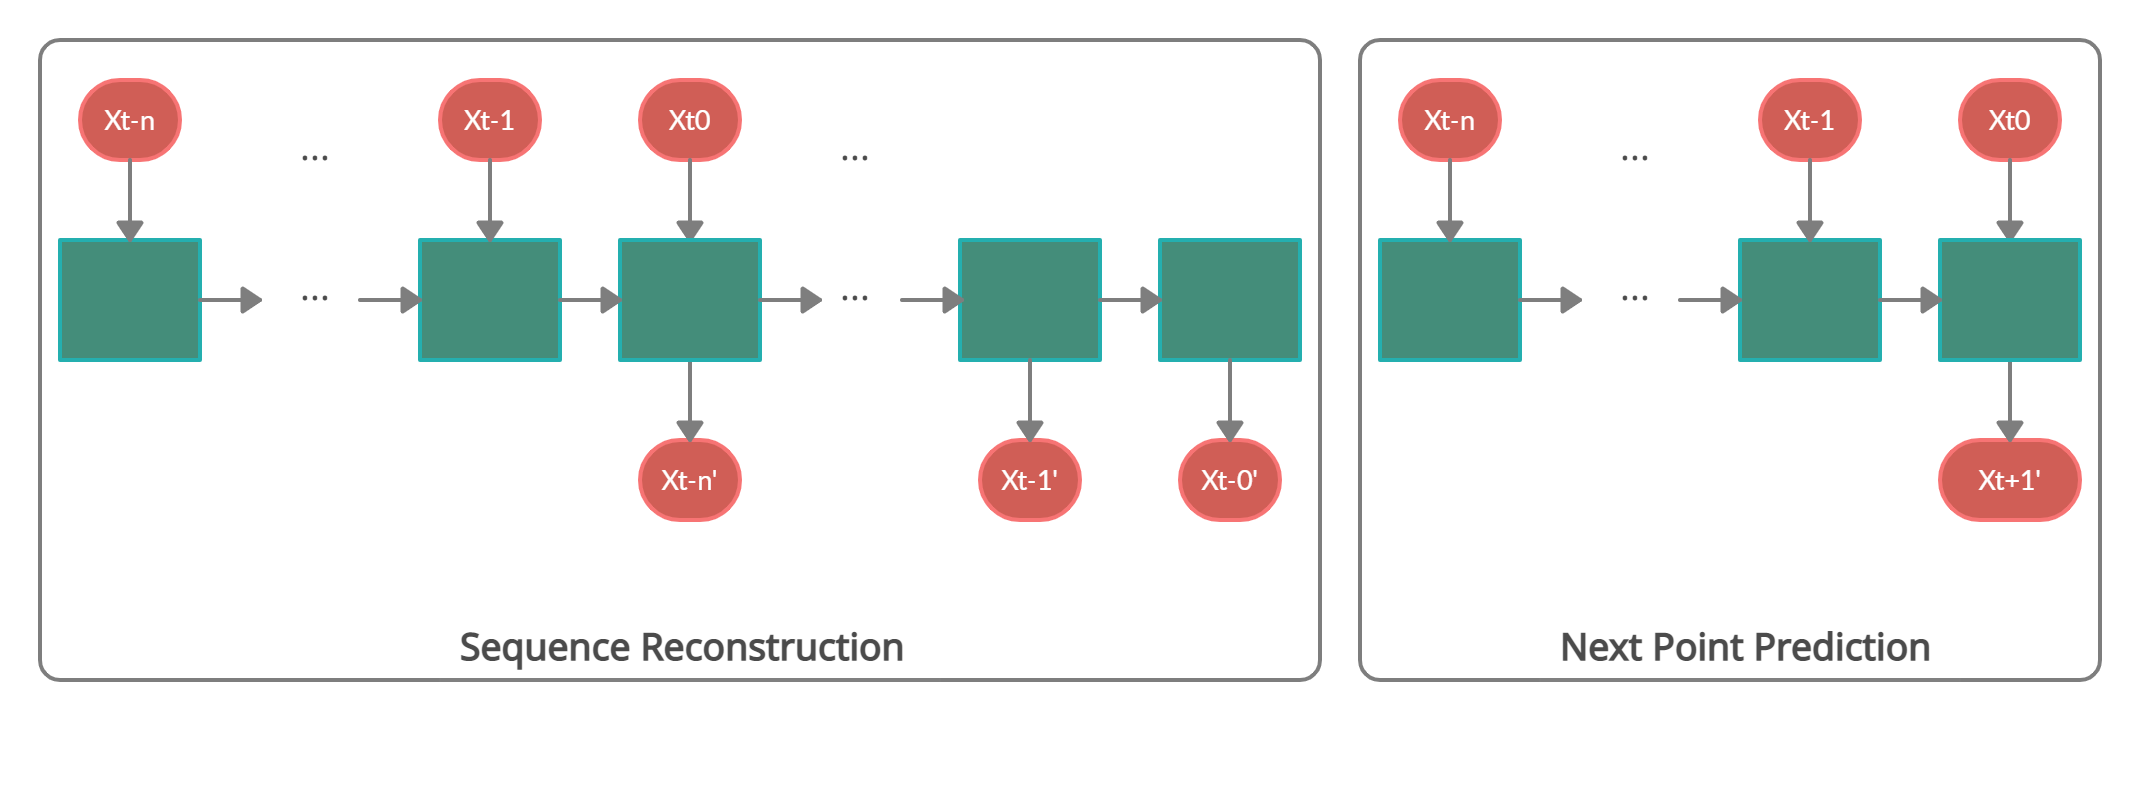 Xt-n
Xt-1
Xt0
...
...
...
...
Xt-n'
Xt-1'
Xt-0'
Sequence Reconstruction
Xt-n
Xt-1
Xt0
...
...
Xt+1'
Next Point Prediction